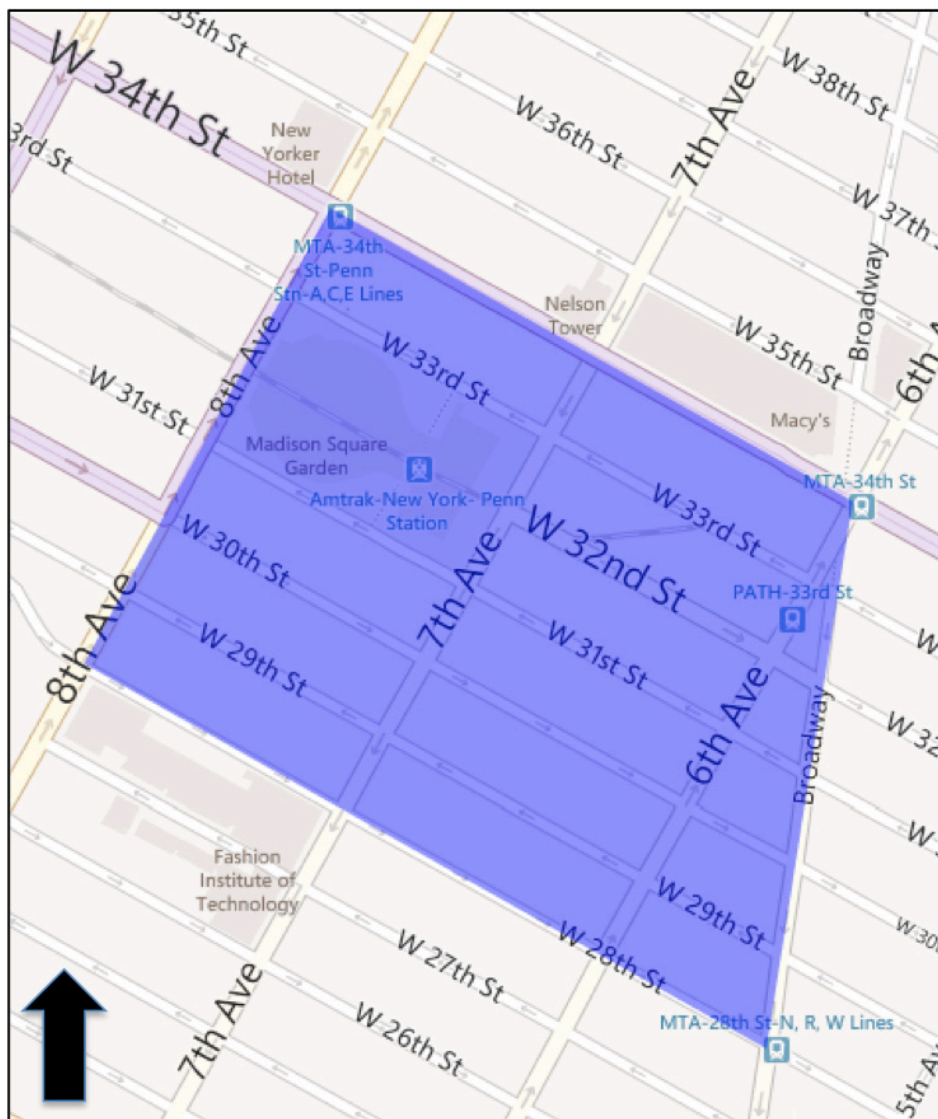 35th St
W 34th St
W 38th St
7th Ave
W 36th St
New
Yorker
Hotel
3rd St
W 37th S
MTA-34th
St-Penn
Stn-A,C,E Lines
Broadway
Nelson
Tower
W 35th St
6th A
8th Ave
W 33rd St
W 31st St
Macy's
Madison Square
Garden
MTA-34th St
Amtrak-New York- Penn
Station
W 33rd St
W 32nd St
W 30th St
7th Ave
PATH-33rd St
8th Ave
W 29th St
W 31st St
6th Ave
Broadway
W 32
Fashion
Institute of
Technology
W 29th St
W 28th St
W 30th
W 27th St
7th Ave
W 26th St
MTA-28th St-N, R, W Lines
5th Av